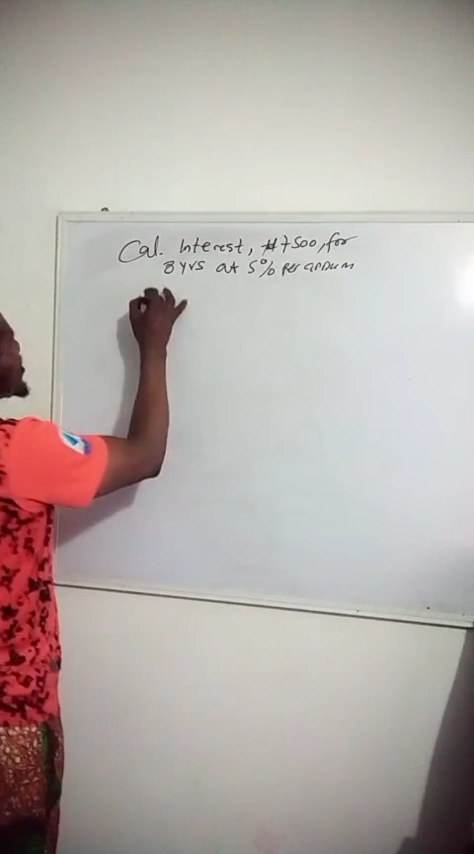 Cal. Interest, ₦7500, for
8 yrs at 5% per annum